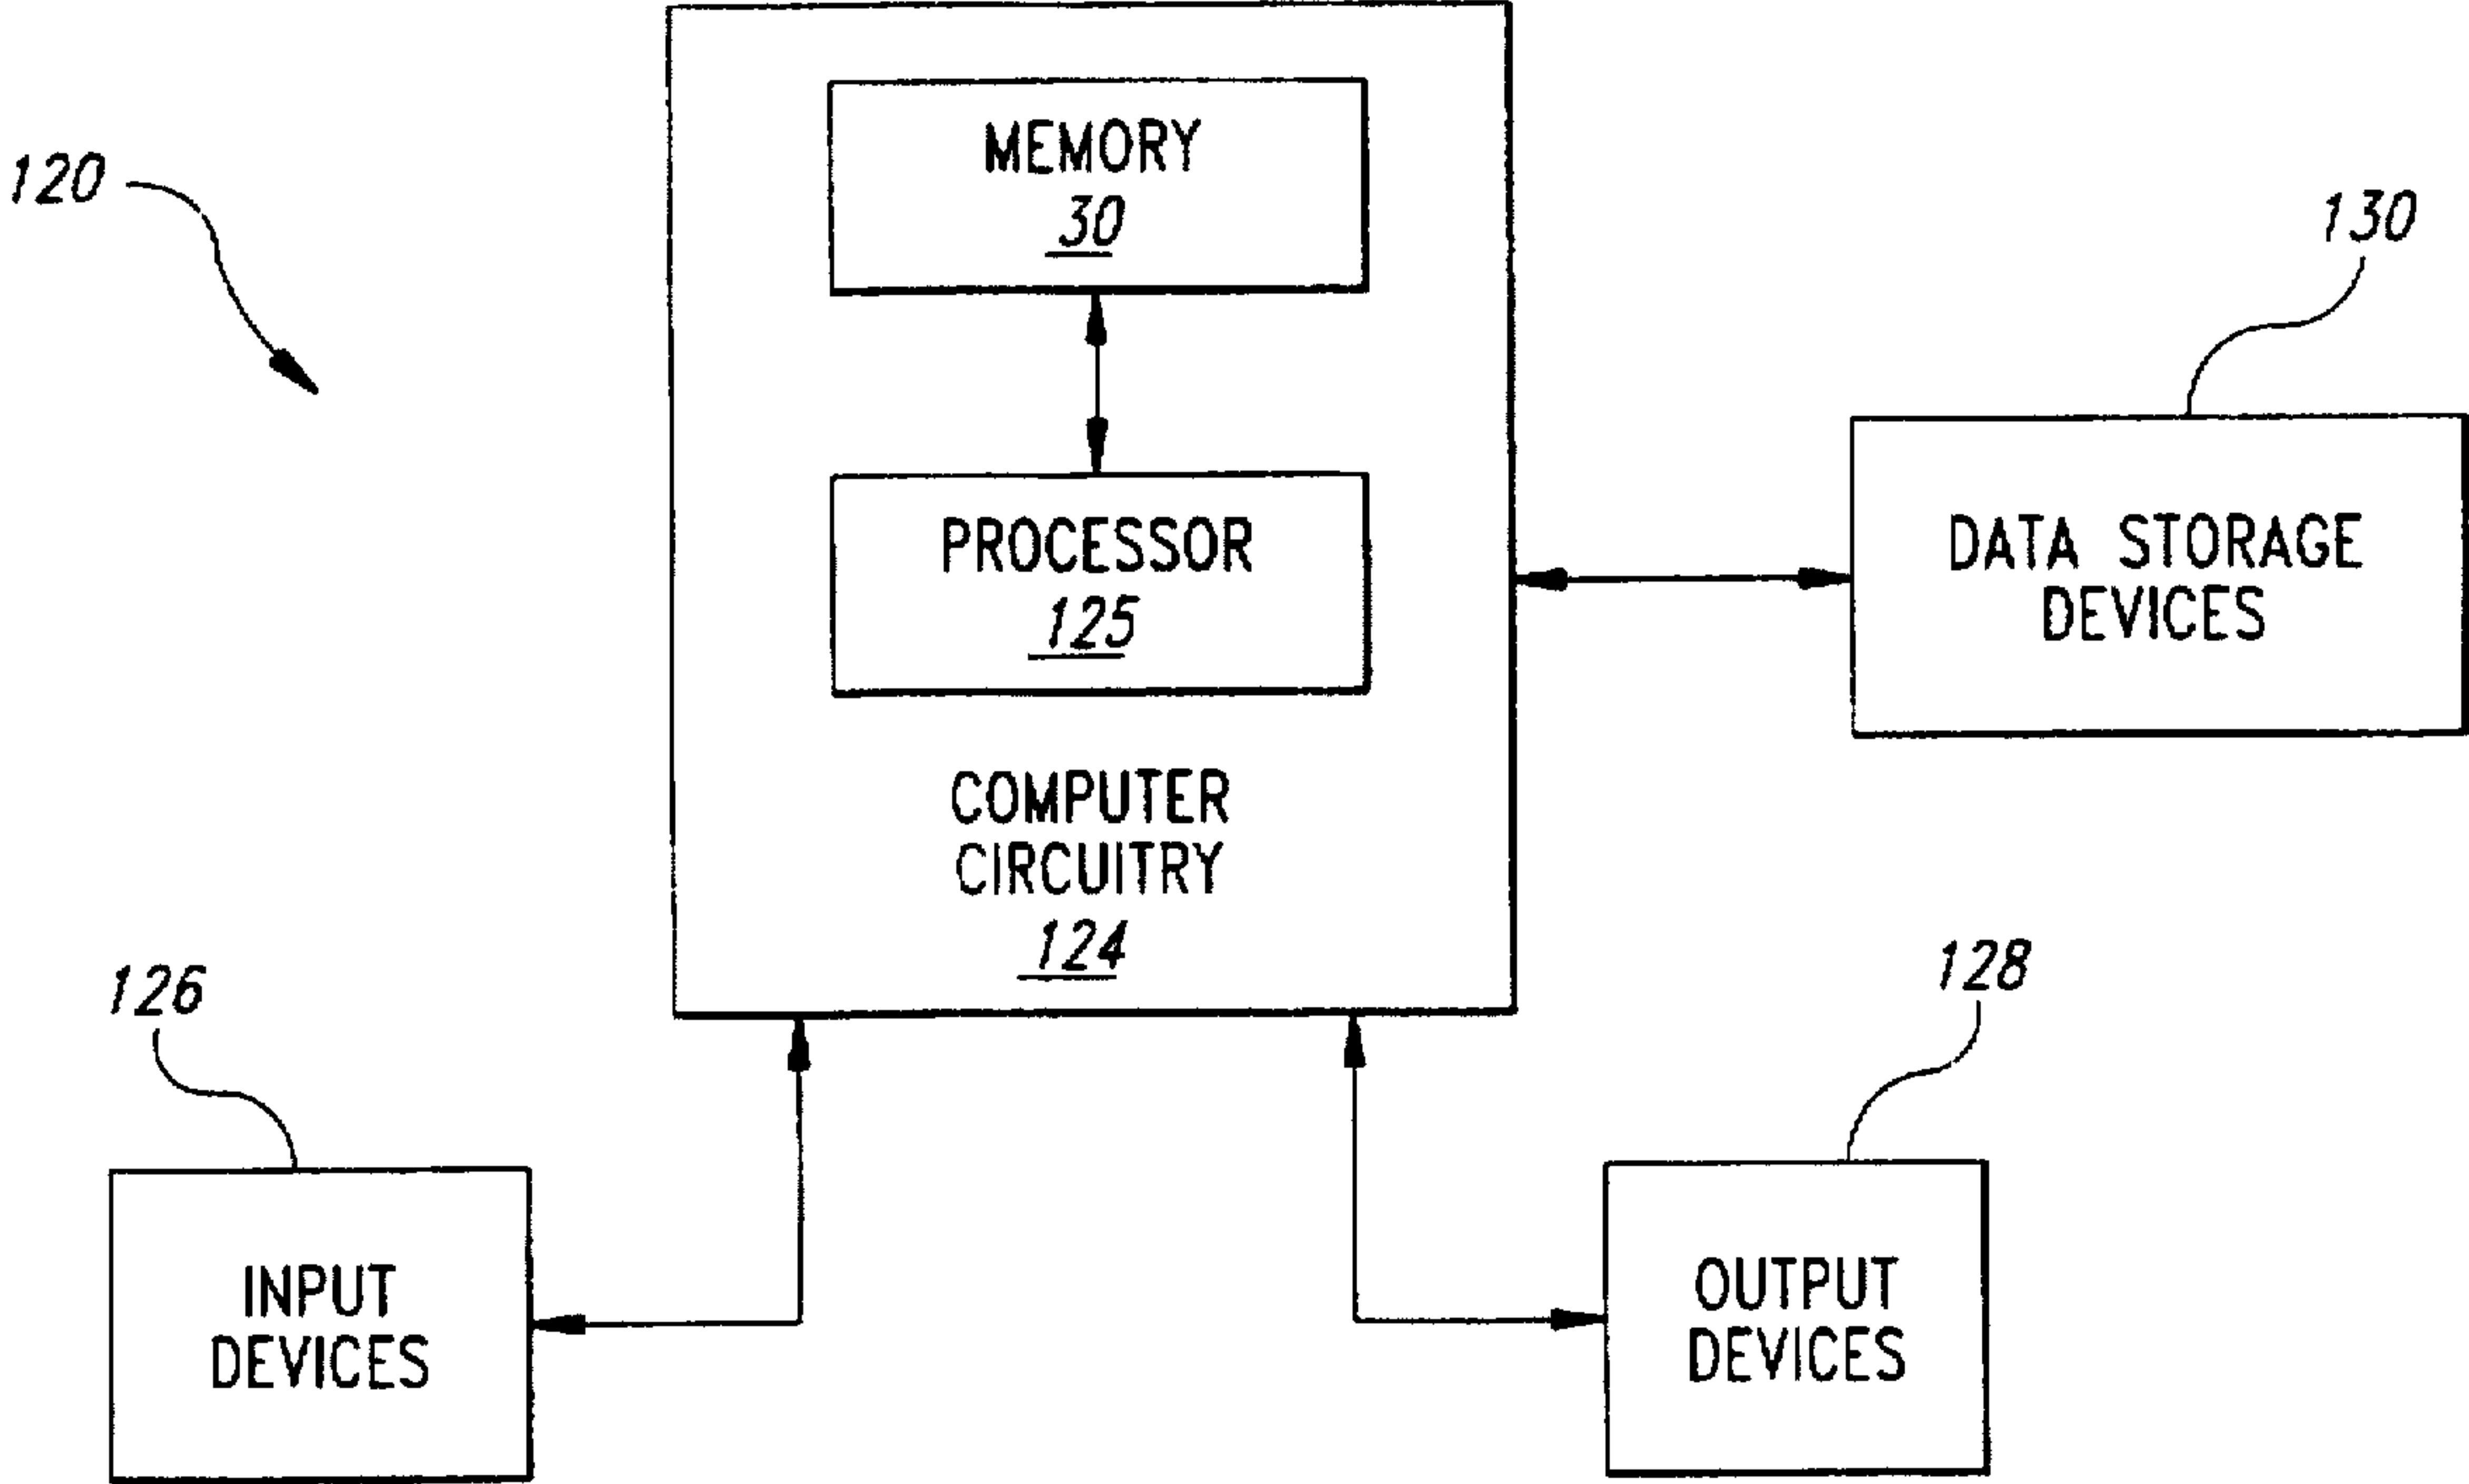 120
MEMORY
30
130
PROCESSOR
125
DATA STORAGE
DEVICES
COMPUTER
CIRCUITRY
124
126
128
INPUT
DEVICES
OUTPUT
DEVICES